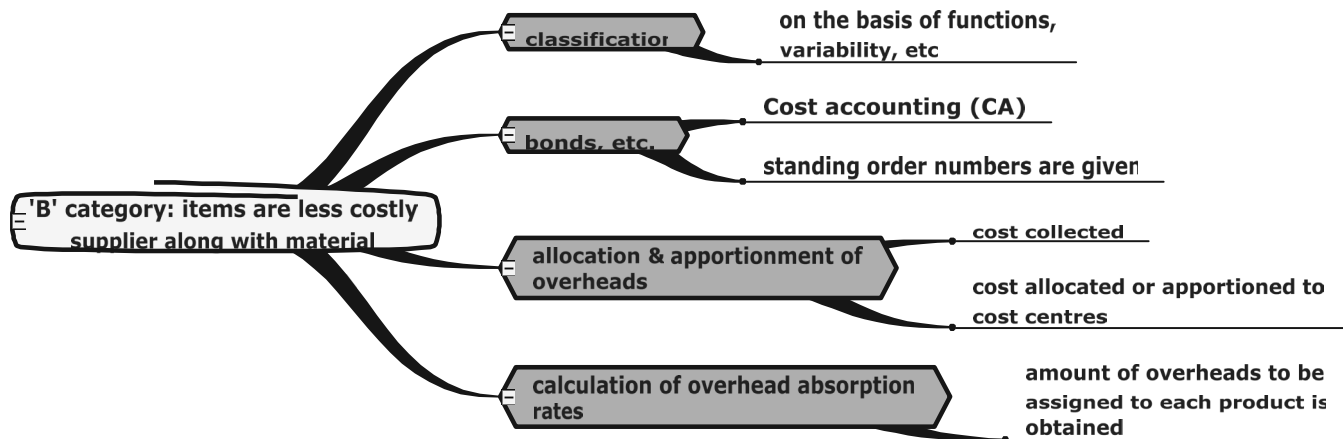 'B' category: items are less costly
supplier along with material
classification
on the basis of functions,
variability, etc
bonds, etc.
Cost accounting (CA)
standing order numbers are given
allocation & apportionment of
overheads
cost collected
cost allocated or apportioned to
cost centres
calculation of overhead absorption
rates
amount of overheads to be
assigned to each product is
obtained